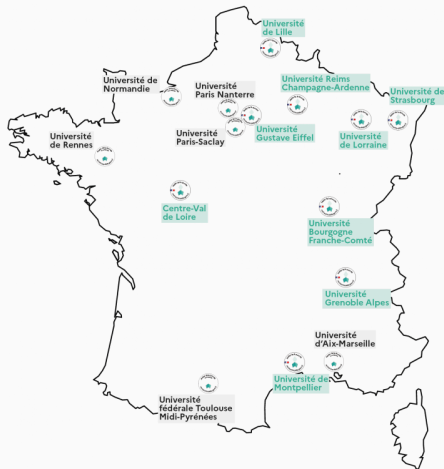 Université
de Lille
Université de
Normandie
Université
Paris Nanterre
Université Reims
Champagne-Ardenne
Université de
Strasbourg
Université
de Rennes
Université
Paris-Saclay
Université
Gustave Eiffel
Université
de Lorraine
Centre-Val
de Loire
Université
Bourgogne
Franche-Comté
Université
Grenoble Alpes
Université
d'Aix-Marseille
Université de
Montpellier
Université
fédérale Toulouse
Midi-Pyrénées